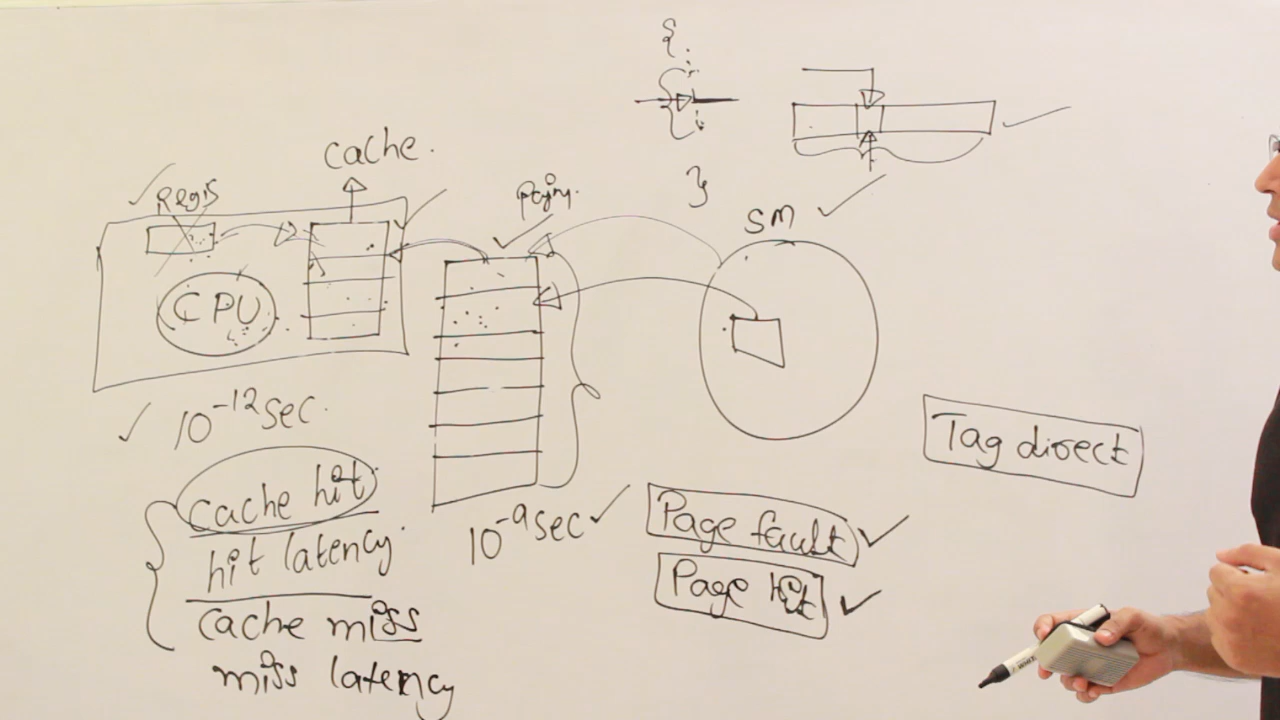 cache.
Regis
Paging.
SM
CPU
10⁻¹² sec.
cache hit
hit latency.
cache miss
miss latency
10⁻⁹ sec
Page fault
Page hit
Tag direct